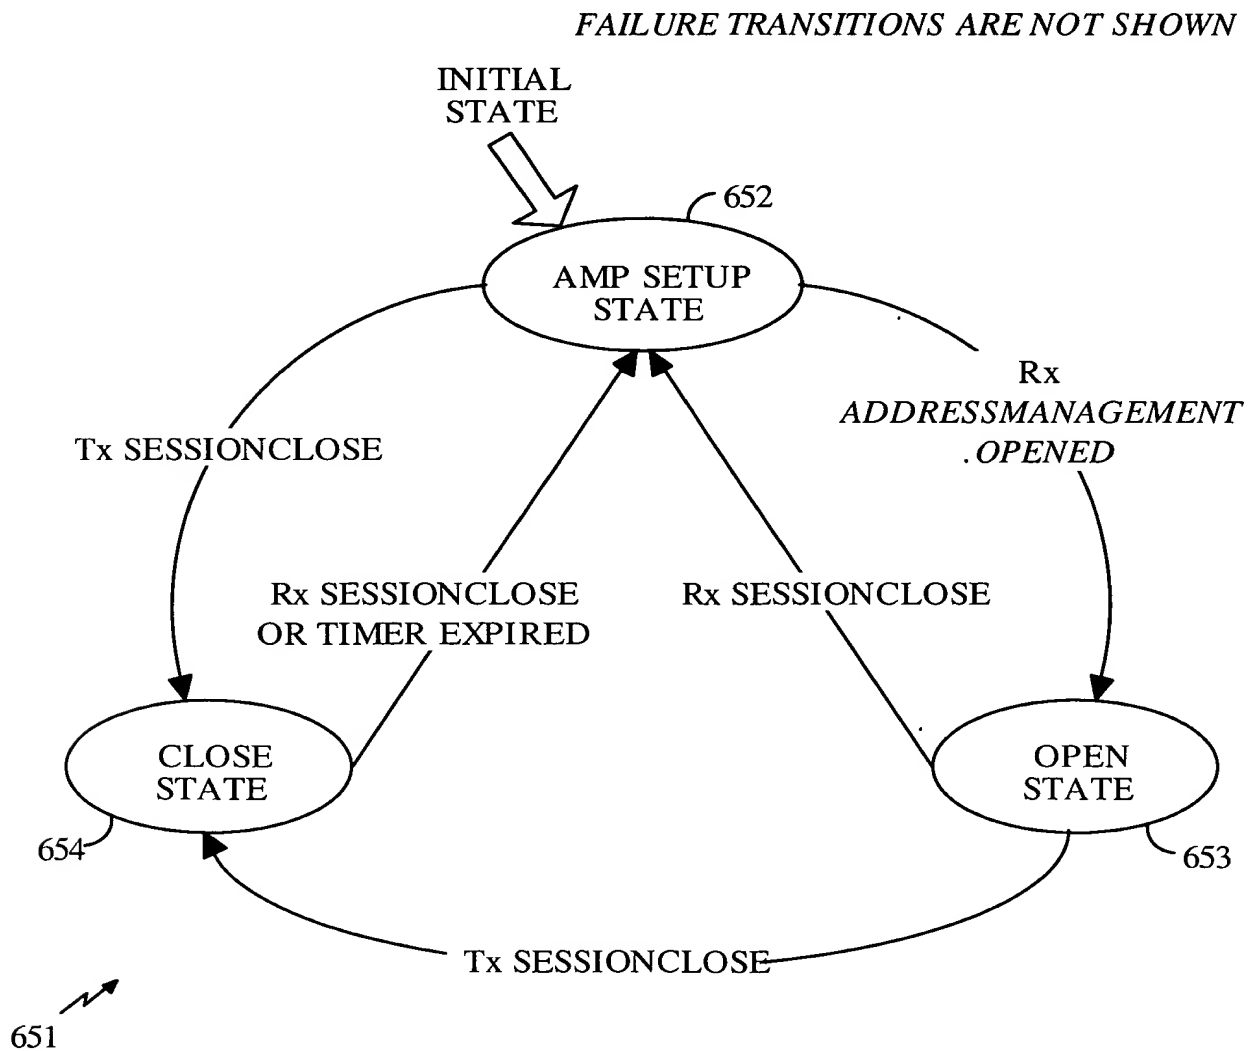 FAILURE TRANSITIONS ARE NOT SHOWN
INITIAL
STATE
652
AMP SETUP
STATE
Rx
ADDRESSMANAGEMENT
.OPENED
Tx SESSIONCLOSE
Rx SESSIONCLOSE
OR TIMER EXPIRED
Rx SESSIONCLOSE
CLOSE
STATE
OPEN
STATE
654
653
Tx SESSIONCLOSE
651